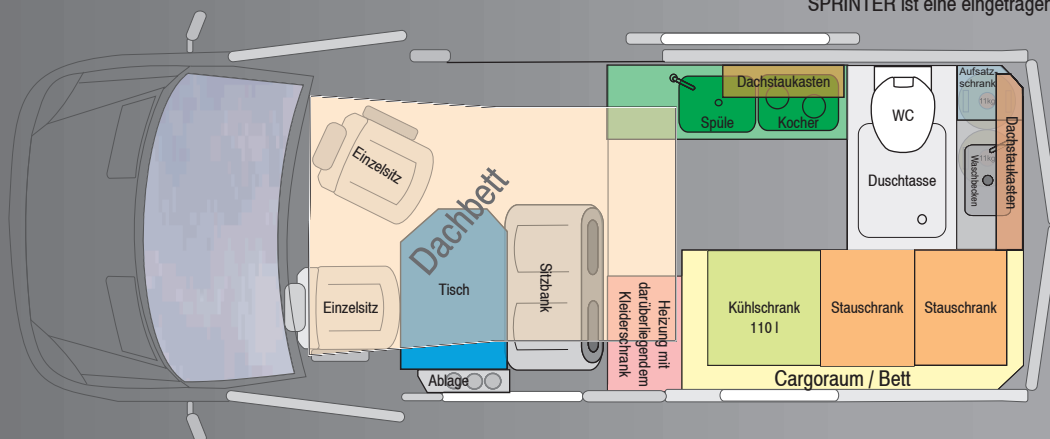 SPRINTER ist eine eingetragen
Dachstaukasten
Spüle
Kocher
WC
Duschtasse
Aufsatz
schrank
11kg
11kg
Waschbecken
Dachstaukasten
Einzelsitz
Dachbett
Einzelsitz
Tisch
Sitzbank
Ablage
Heizung mit
darüberliegendem
Kleiderschrank
Kühlschrank
110 l
Stauschrank
Stauschrank
Cargoraum / Bett